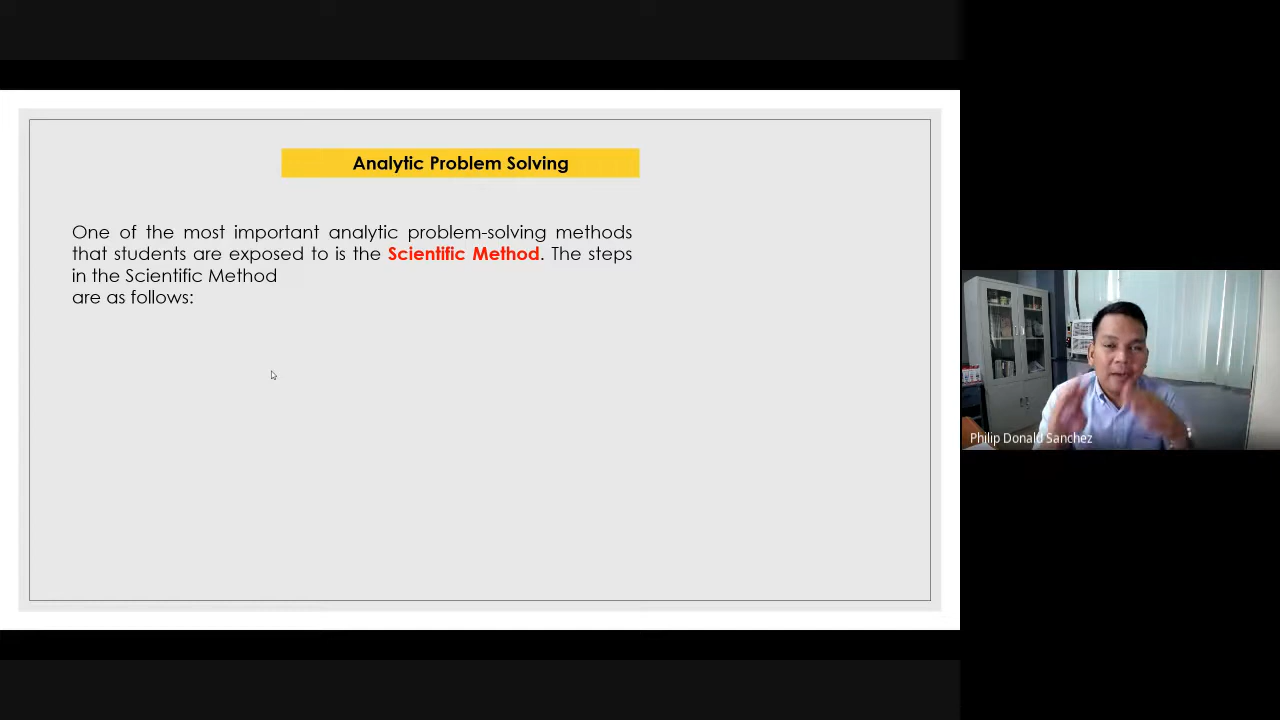 Analytic Problem Solving
One of the most important analytic problem-solving methods
that students are exposed to is the Scientific Method. The steps
in the Scientific Method
are as follows:
Philip Donald Sanchez